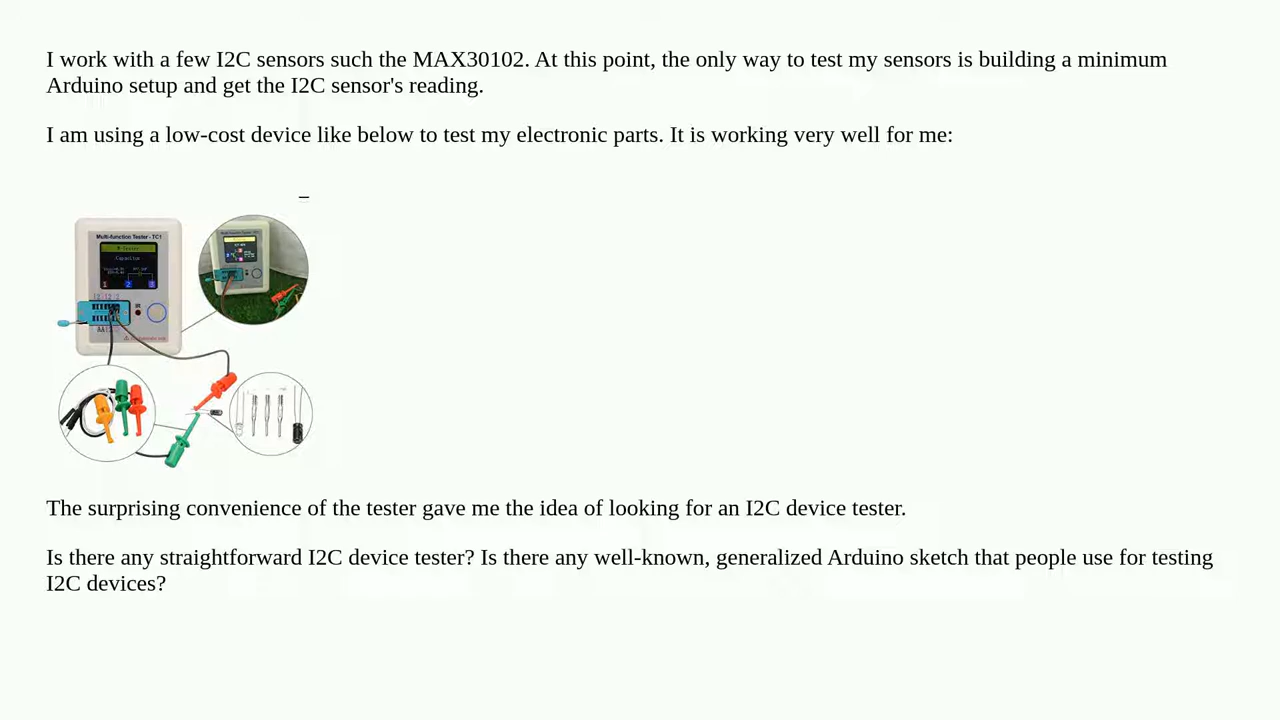 I work with a few I2C sensors such the MAX30102. At this point, the only way to test my sensors is building a minimum
Arduino setup and get the I2C sensor's reading.
I am using a low-cost device like below to test my electronic parts. It is working very well for me:
Multi-function Tester - TC1
The surprising convenience of the tester gave me the idea of looking for an I2C device tester.
Is there any straightforward I2C device tester? Is there any well-known, generalized Arduino sketch that people use for testing
I2C devices?